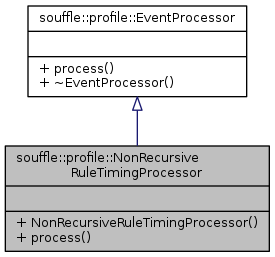 souffle::profile::EventProcessor
+ process()
+ ~EventProcessor()
souffle::profile::NonRecursive
RuleTimingProcessor
+ NonRecursiveRuleTimingProcessor()
+ process()